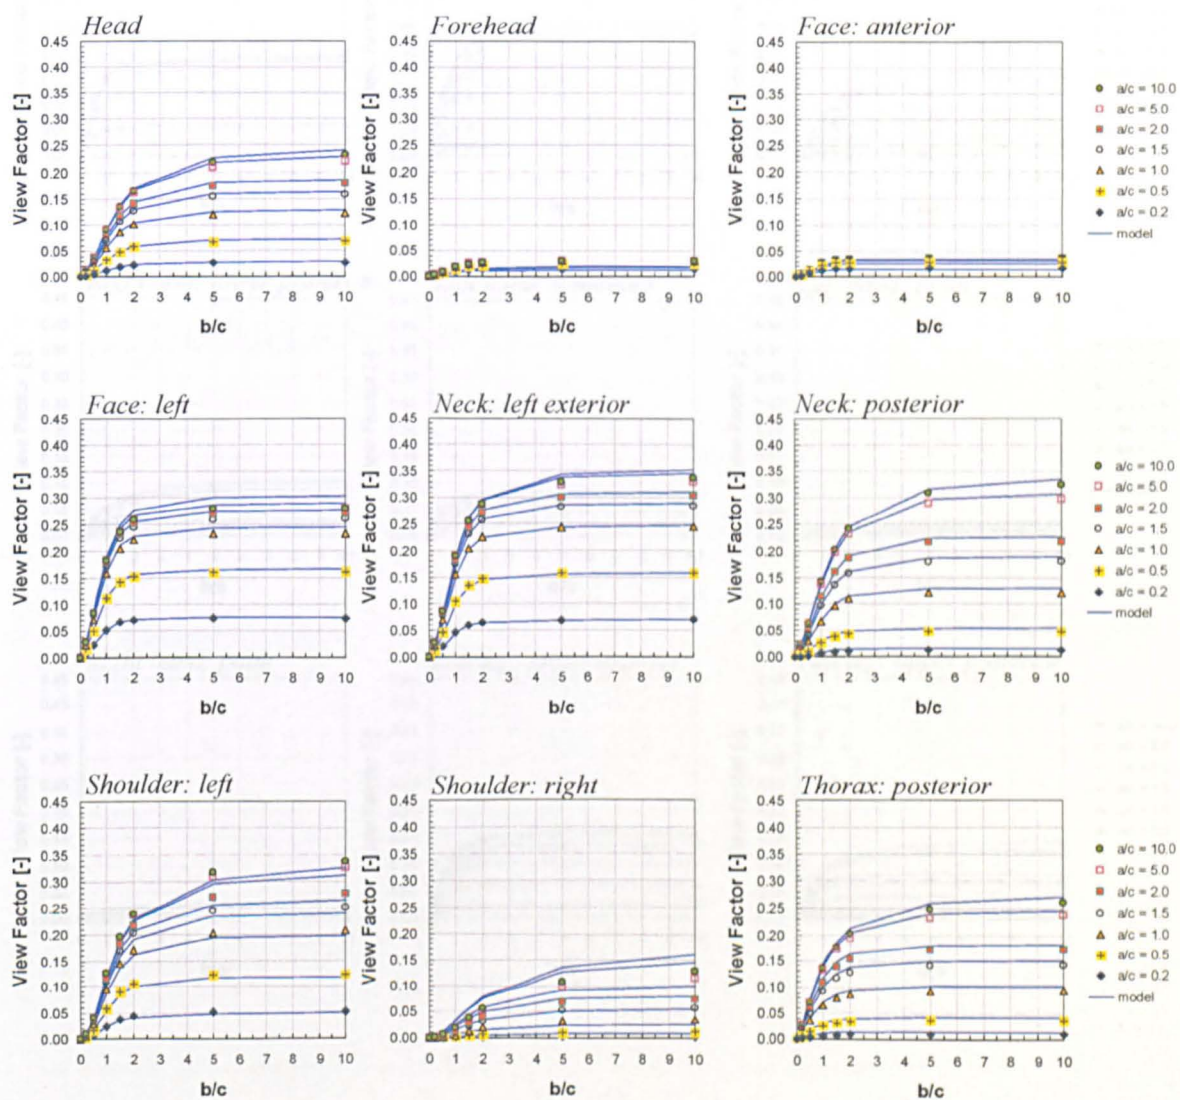 Head
Forehead
Face: anterior
View Factor [-]
0.45
0.40
0.35
0.30
0.25
0.20
0.15
0.10
0.05
0.00
0 1 2 3 4 5 6 7 8 9 10
b/c
View Factor [-]
0.45
0.40
0.35
0.30
0.25
0.20
0.15
0.10
0.05
0.00
0 1 2 3 4 5 6 7 8 9 10
b/c
View Factor [-]
0.45
0.40
0.35
0.30
0.25
0.20
0.15
0.10
0.05
0.00
0 1 2 3 4 5 6 7 8 9 10
b/c
a/c = 10.0
a/c = 5.0
a/c = 2.0
a/c = 1.5
a/c = 1.0
a/c = 0.5
a/c = 0.2
model
Face: left
Neck: left exterior
Neck: posterior
View Factor [-]
0.45
0.40
0.35
0.30
0.25
0.20
0.15
0.10
0.05
0.00
0 1 2 3 4 5 6 7 8 9 10
b/c
View Factor [-]
0.45
0.40
0.35
0.30
0.25
0.20
0.15
0.10
0.05
0.00
0 1 2 3 4 5 6 7 8 9 10
b/c
View Factor [-]
0.45
0.40
0.35
0.30
0.25
0.20
0.15
0.10
0.05
0.00
0 1 2 3 4 5 6 7 8 9 10
b/c
a/c = 10.0
a/c = 5.0
a/c = 2.0
a/c = 1.5
a/c = 1.0
a/c = 0.5
a/c = 0.2
model
Shoulder: left
Shoulder: right
Thorax: posterior
View Factor [-]
0.45
0.40
0.35
0.30
0.25
0.20
0.15
0.10
0.05
0.00
0 1 2 3 4 5 6 7 8 9 10
b/c
View Factor [-]
0.45
0.40
0.35
0.30
0.25
0.20
0.15
0.10
0.05
0.00
0 1 2 3 4 5 6 7 8 9 10
b/c
View Factor [-]
0.45
0.40
0.35
0.30
0.25
0.20
0.15
0.10
0.05
0.00
0 1 2 3 4 5 6 7 8 9 10
b/c
a/c = 10.0
a/c = 5.0
a/c = 2.0
a/c = 1.5
a/c = 1.0
a/c = 0.5
a/c = 0.2
model